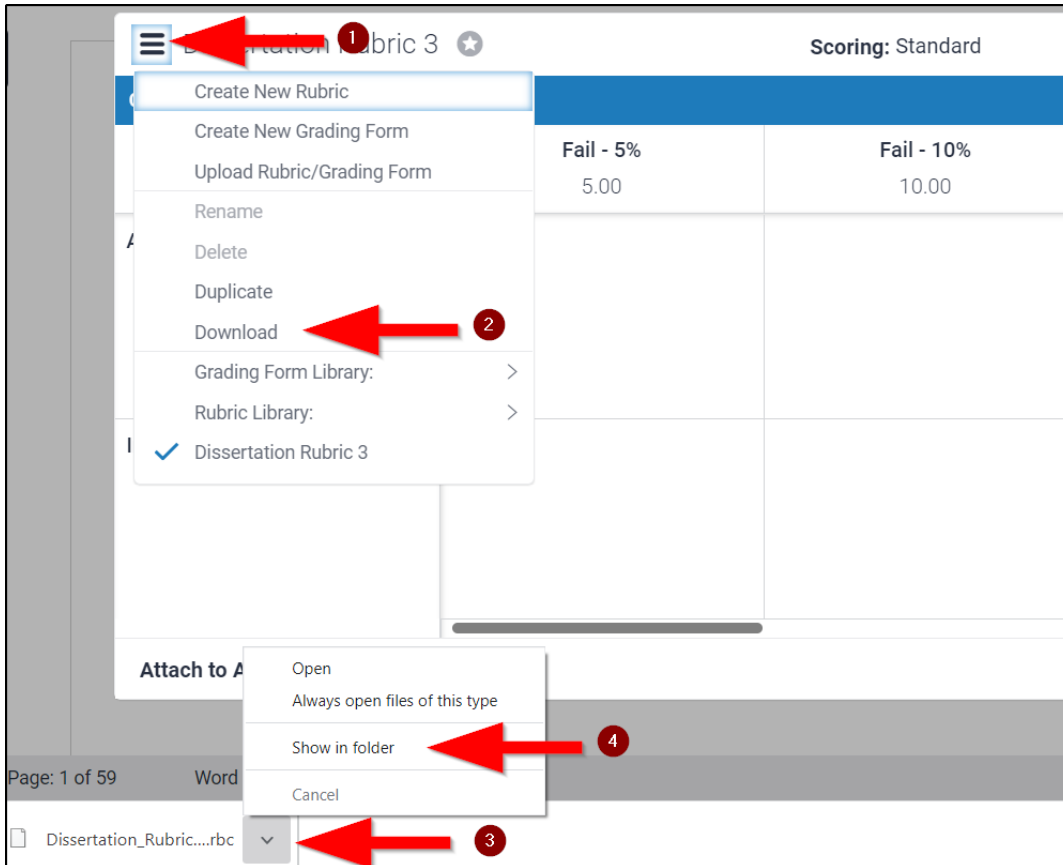 1
Dissertation Rubric 3
Scoring: Standard
Create New Rubric
Create New Grading Form
Upload Rubric/Grading Form
Rename
Delete
Duplicate
Download
2
Grading Form Library:
Rubric Library:
Dissertation Rubric 3
Fail - 5%
Fail - 10%
5.00
10.00
A
I
Attach to A
Open
Always open files of this type
Show in folder
4
Cancel
Page: 1 of 59
Word
Dissertation_Rubric....rbc
3